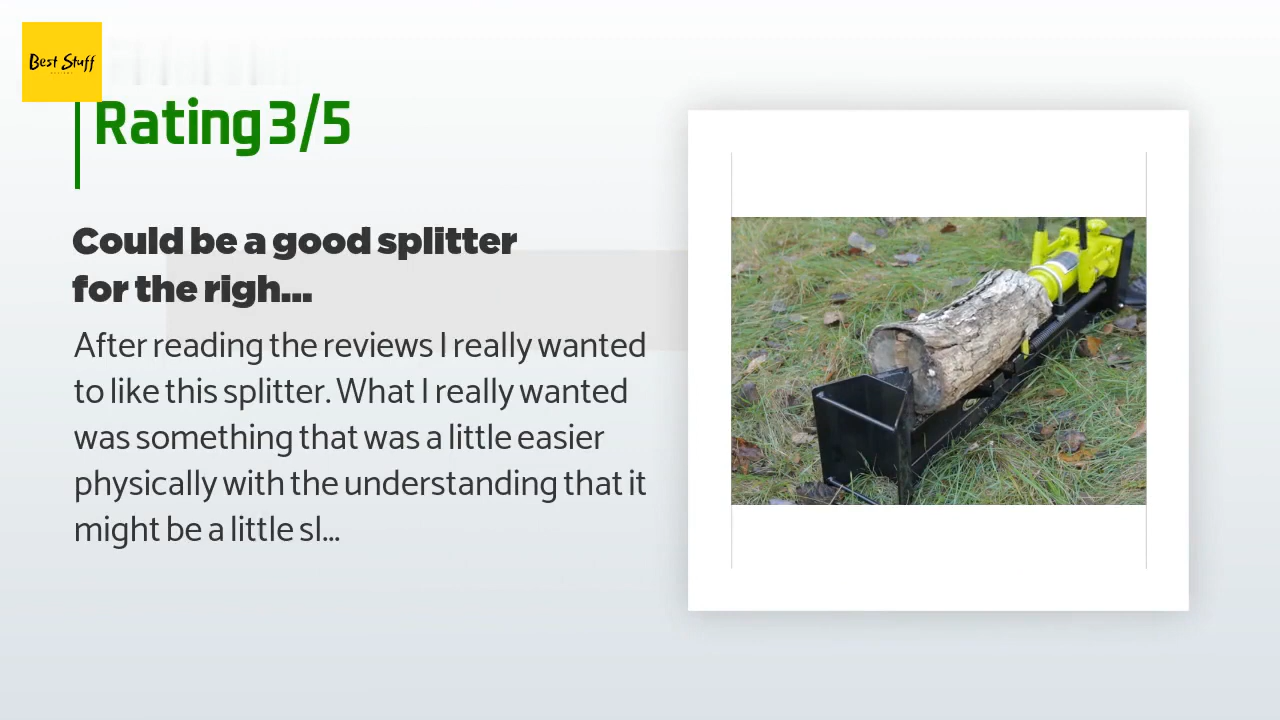 Best Stuff
Rating 3/5
Could be a good splitter
for the righ...
After reading the reviews I really wanted
to like this splitter. What I really wanted
was something that was a little easier
physically with the understanding that it
might be a little sl...